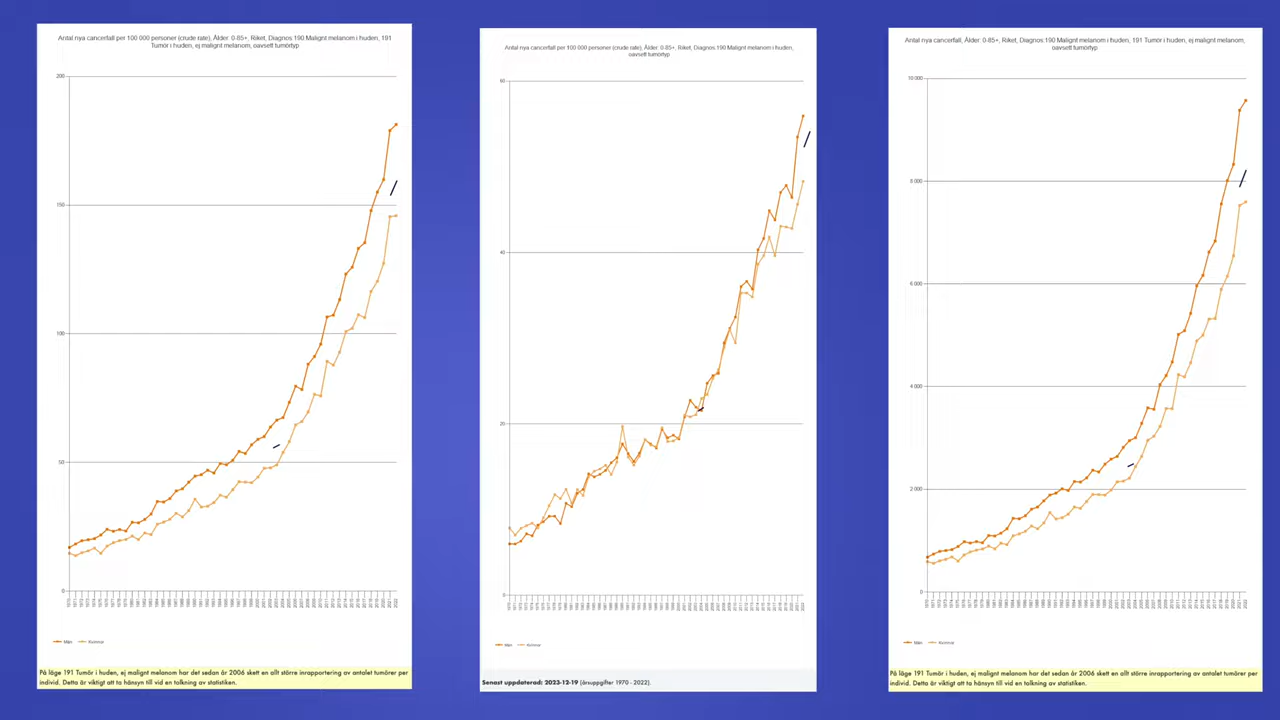 Antal nya cancerfall per 100 000 personer (crude rate), Ålder: 0-85+, Riket, Diagnos:190 Malignt melanom i huden, 191
Tumör i huden, ej malignt melanom, oavsett tumörtyp
200
150
100
50
0
Män
Kvinnor
På läge 191 Tumör i huden, ej malignt melanom har det sedan år 2006 skett en allt större inrapportering av antalet tumörer per
individ. Detta är viktigt att ta hänsyn till vid en tolkning av statistiken.
Antal nya cancerfall per 100 000 personer (crude rate), Ålder: 0-85+, Riket, Diagnos:190 Malignt melanom i huden,
oavsett tumörtyp
60
40
20
0
Män
Kvinnor
Senast uppdaterad: 2023-12-19 (årsuppgifter 1970 - 2022).
Antal nya cancerfall, Ålder: 0-85+, Riket, Diagnos:190 Malignt melanom i huden, 191 Tumör i huden, ej malignt melanom,
oavsett tumörtyp
10 000
8 000
6 000
4 000
2 000
0
Män
Kvinnor
På läge 191 Tumör i huden, ej malignt melanom har det sedan år 2006 skett en allt större inrapportering av antalet tumörer per
individ. Detta är viktigt att ta hänsyn till vid en tolkning av statistiken.